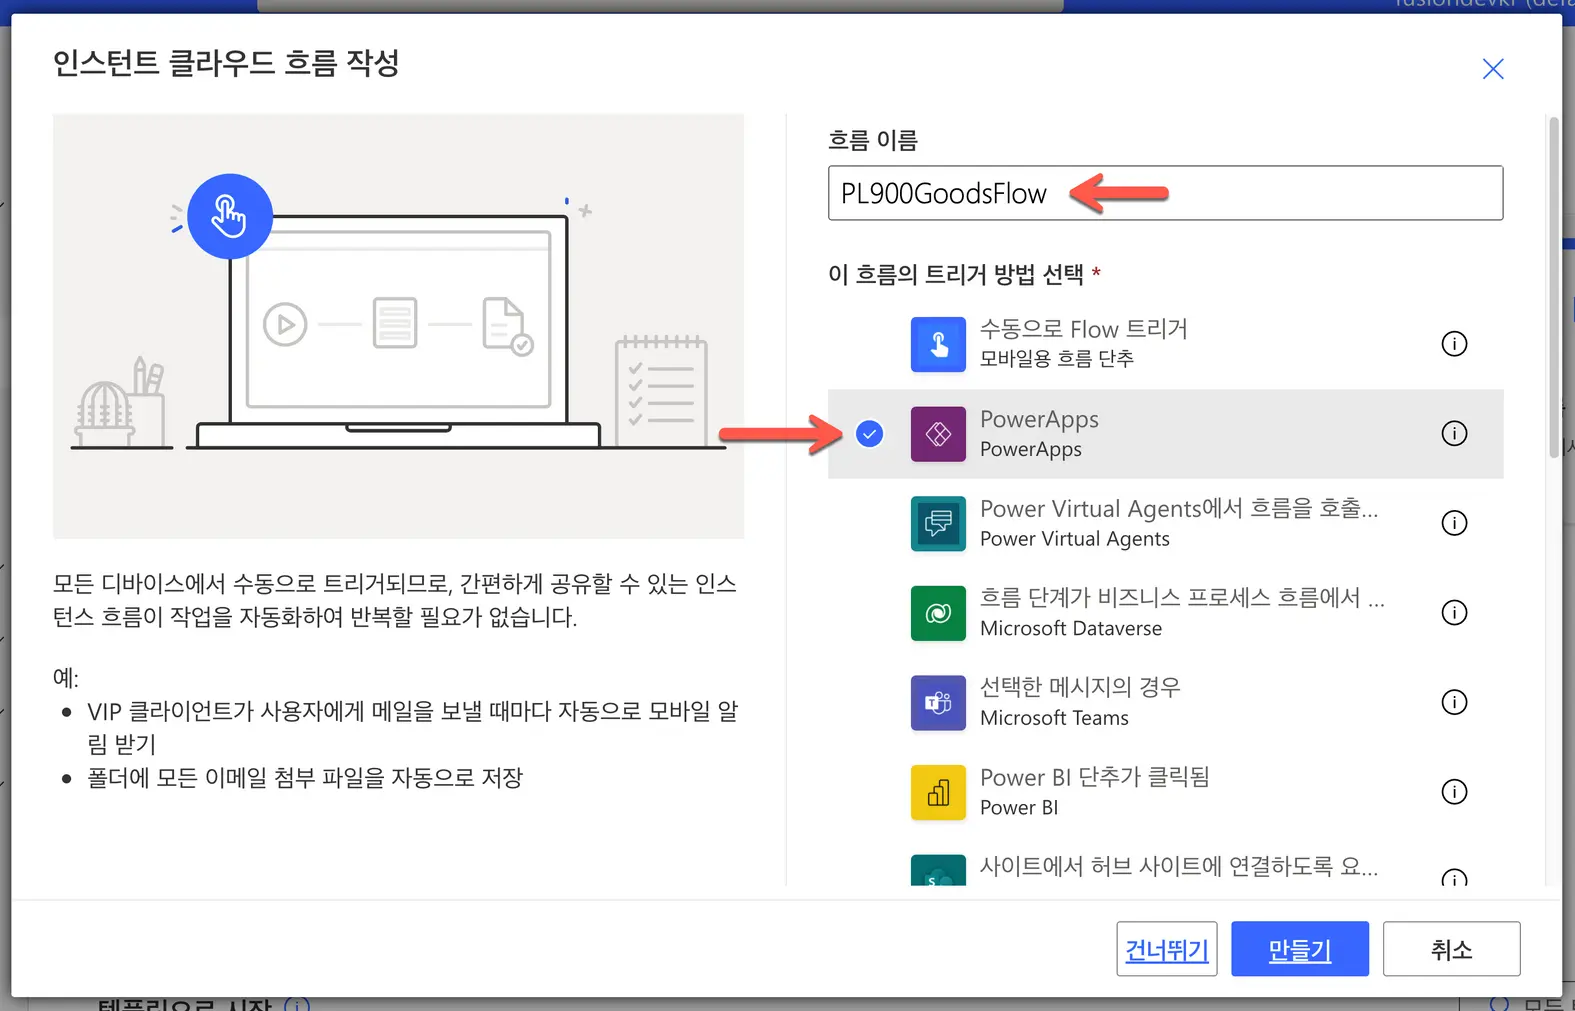 인스턴트 클라우드 흐름 작성
모든 디바이스에서 수동으로 트리거되므로, 간편하게 공유할 수 있는 인스
턴스 흐름이 작업을 자동화하여 반복할 필요가 없습니다.
예:
VIP 클라이언트가 사용자에게 메일을 보낼 때마다 자동으로 모바일 알
림 받기
폴더에 모든 이메일 첨부 파일을 자동으로 저장
흐름 이름
PL900GoodsFlow
이 흐름의 트리거 방법 선택 *
수동으로 Flow 트리거
모바일용 흐름 단추
PowerApps
PowerApps
Power Virtual Agents에서 흐름을 호출...
Power Virtual Agents
흐름 단계가 비즈니스 프로세스 흐름에서 ...
Microsoft Dataverse
선택한 메시지의 경우
Microsoft Teams
Power BI 단추가 클릭됨
Power BI
사이트에서 허브 사이트에 연결하도록 요...
건너뛰기
만들기
취소
템플릿으로 시작
모든